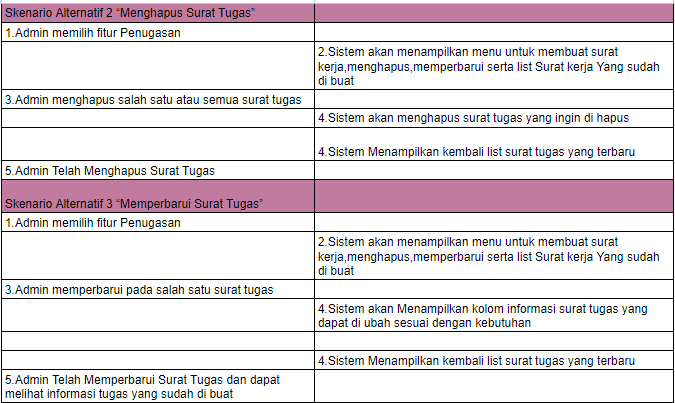 Skenario Alternatif 2 “Menghapus Surat Tugas”
1.Admin memilih fitur Penugasan
2.Sistem akan menampilkan menu untuk membuat surat
kerja,menghapus,memperbarui serta list Surat kerja Yang sudah
di buat
3.Admin menghapus salah satu atau semua surat tugas
4.Sistem akan menghapus surat tugas yang ingin di hapus
4.Sistem Menampilkan kembali list surat tugas yang terbaru
5.Admin Telah Menghapus Surat Tugas
Skenario Alternatif 3 “Memperbarui Surat Tugas”
1.Admin memilih fitur Penugasan
2.Sistem akan menampilkan menu untuk membuat surat
kerja,menghapus,memperbarui serta list Surat kerja Yang sudah
di buat
3.Admin memperbarui pada salah satu surat tugas
4.Sistem akan Menampilkan kolom informasi surat tugas yang
dapat di ubah sesuai dengan kebutuhan
4.Sistem Menampilkan kembali list surat tugas yang terbaru
5.Admin Telah Memperbarui Surat Tugas dan dapat
melihat informasi tugas yang sudah di buat